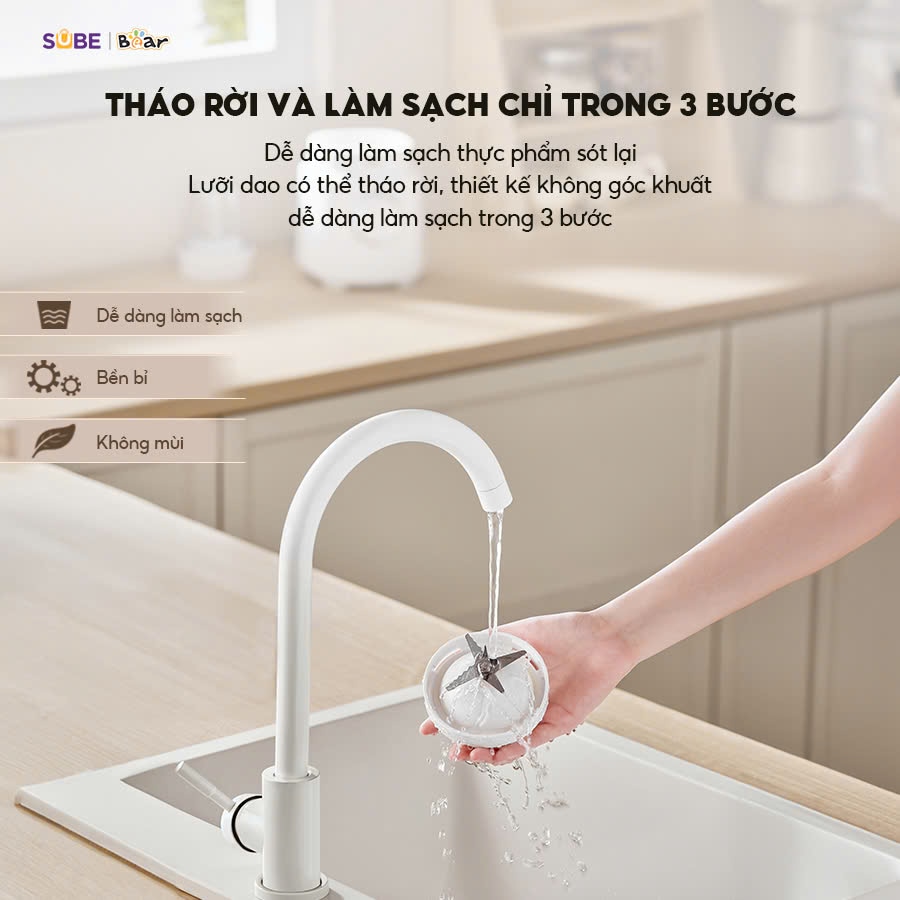 SUBE | Bear
THÁO RỜI VÀ LÀM SẠCH CHỈ TRONG 3 BƯỚC
Dễ dàng làm sạch thực phẩm sót lại
Lưỡi dao có thể tháo rời, thiết kế không góc khuất
dễ dàng làm sạch trong 3 bước
Dễ dàng làm sạch
Bền bỉ
Không mùi